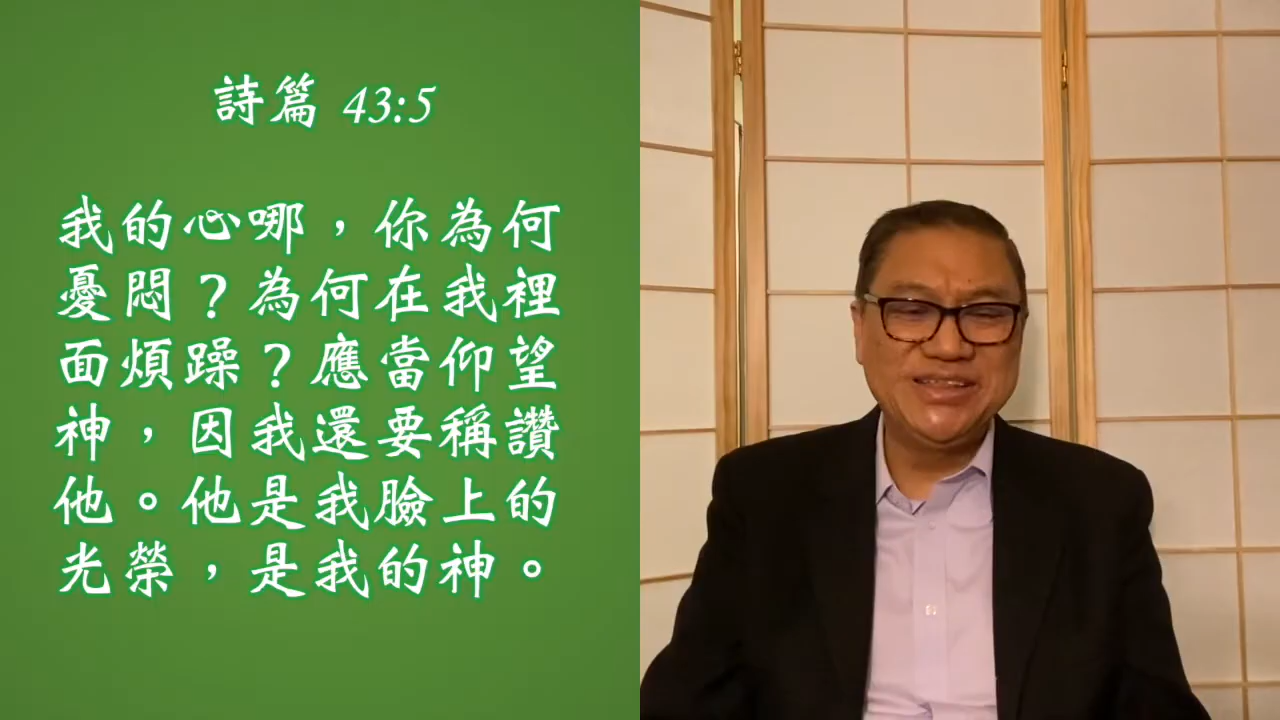 詩篇 43:5
我的心哪，你為何
憂悶？為何在我裡
面煩躁？應當仰望
神，因我還要稱讚
他。他是我臉上的
光榮，是我的神。